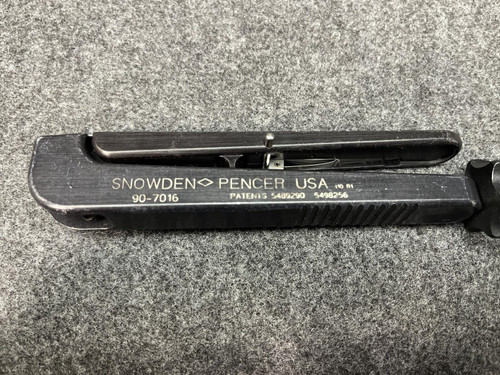 SNOWDEN<>PENCER USA
90-7016 PATENTS 5489290 5498256